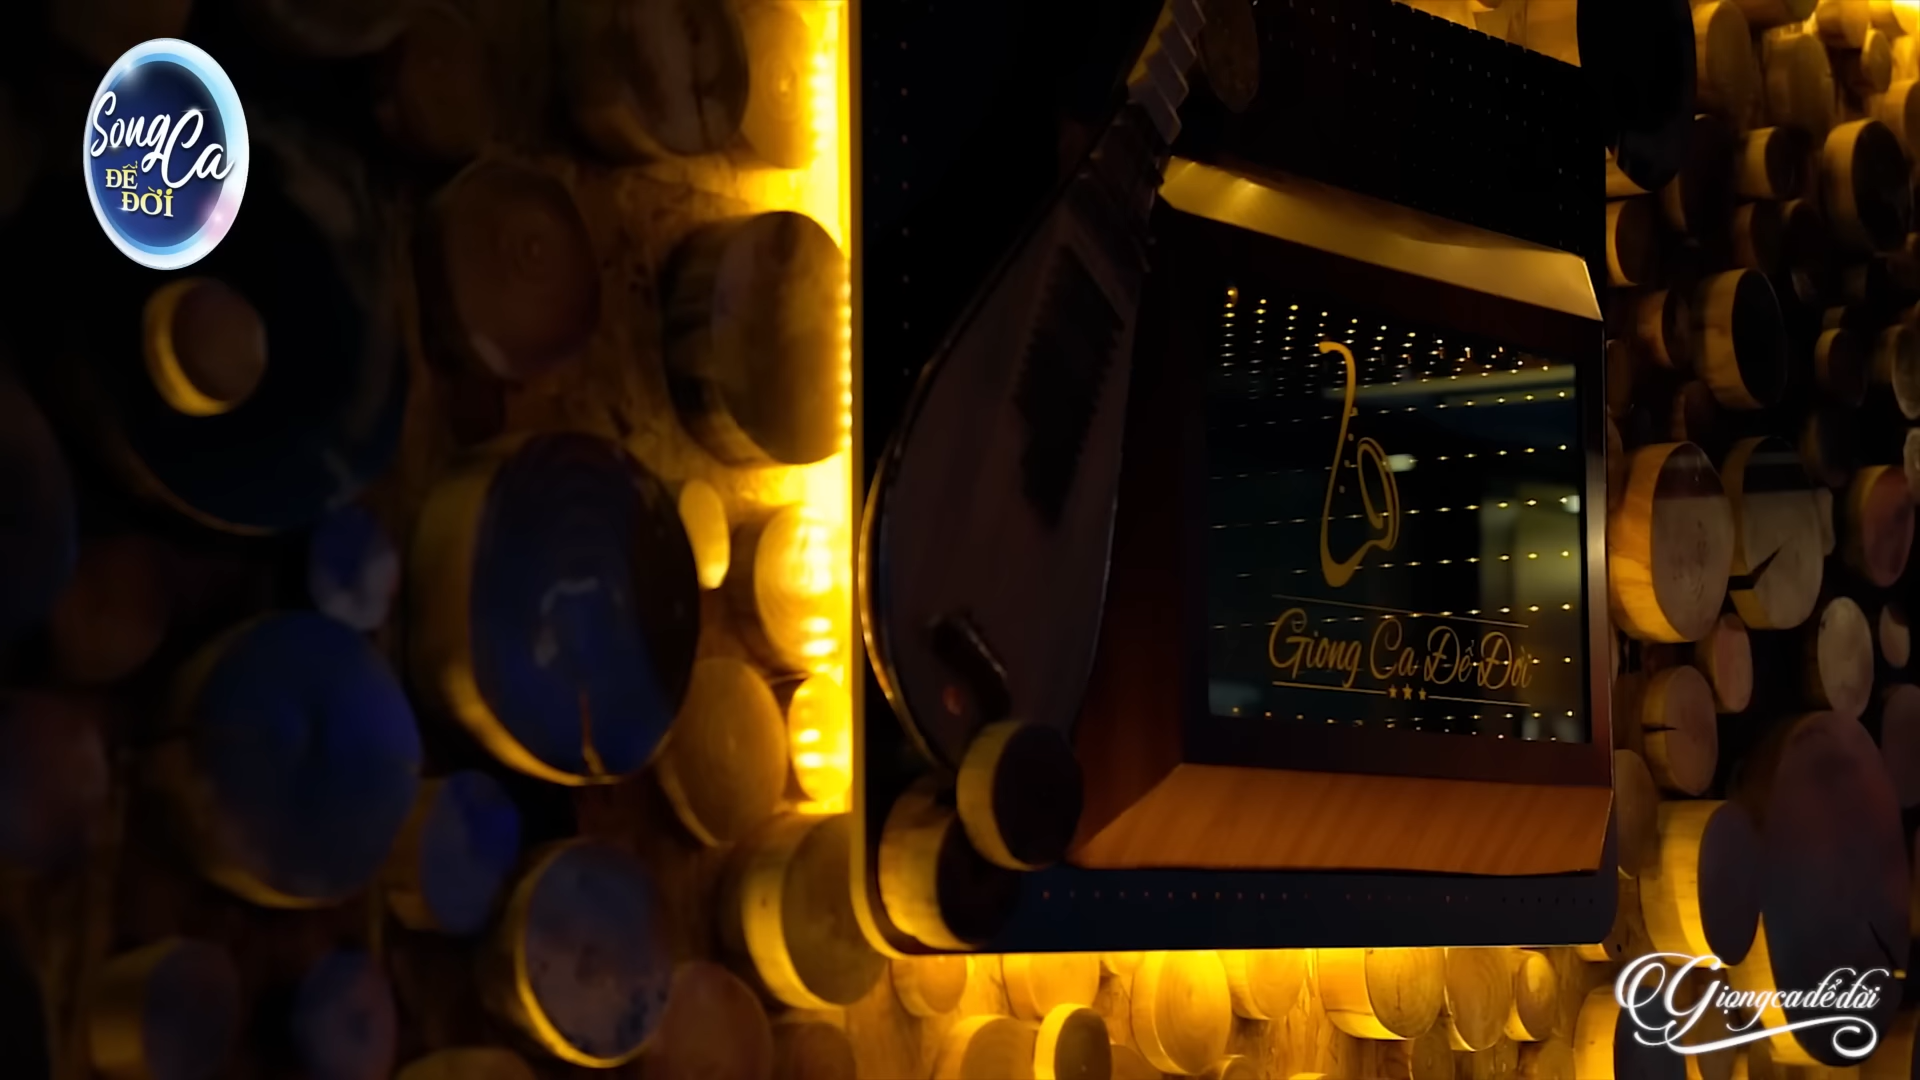 Song Ca
ĐỂ
ĐỜI
Giọng Ca Để Đời
Giọngcađểđời